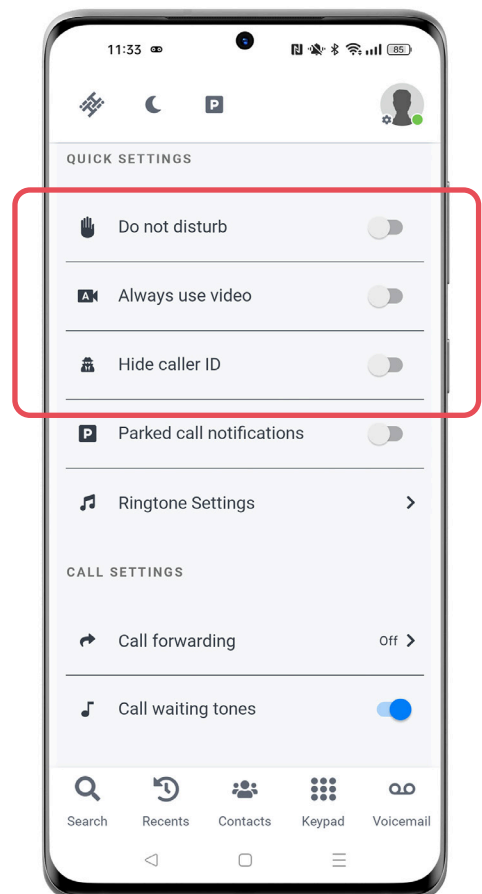 11:33
85
P
QUICK SETTINGS
Do not disturb
A Always use video
Hide caller ID
P Parked call notifications
Ringtone Settings
CALL SETTINGS
Call forwarding Off
Call waiting tones
Search Recents Contacts Keypad Voicemail